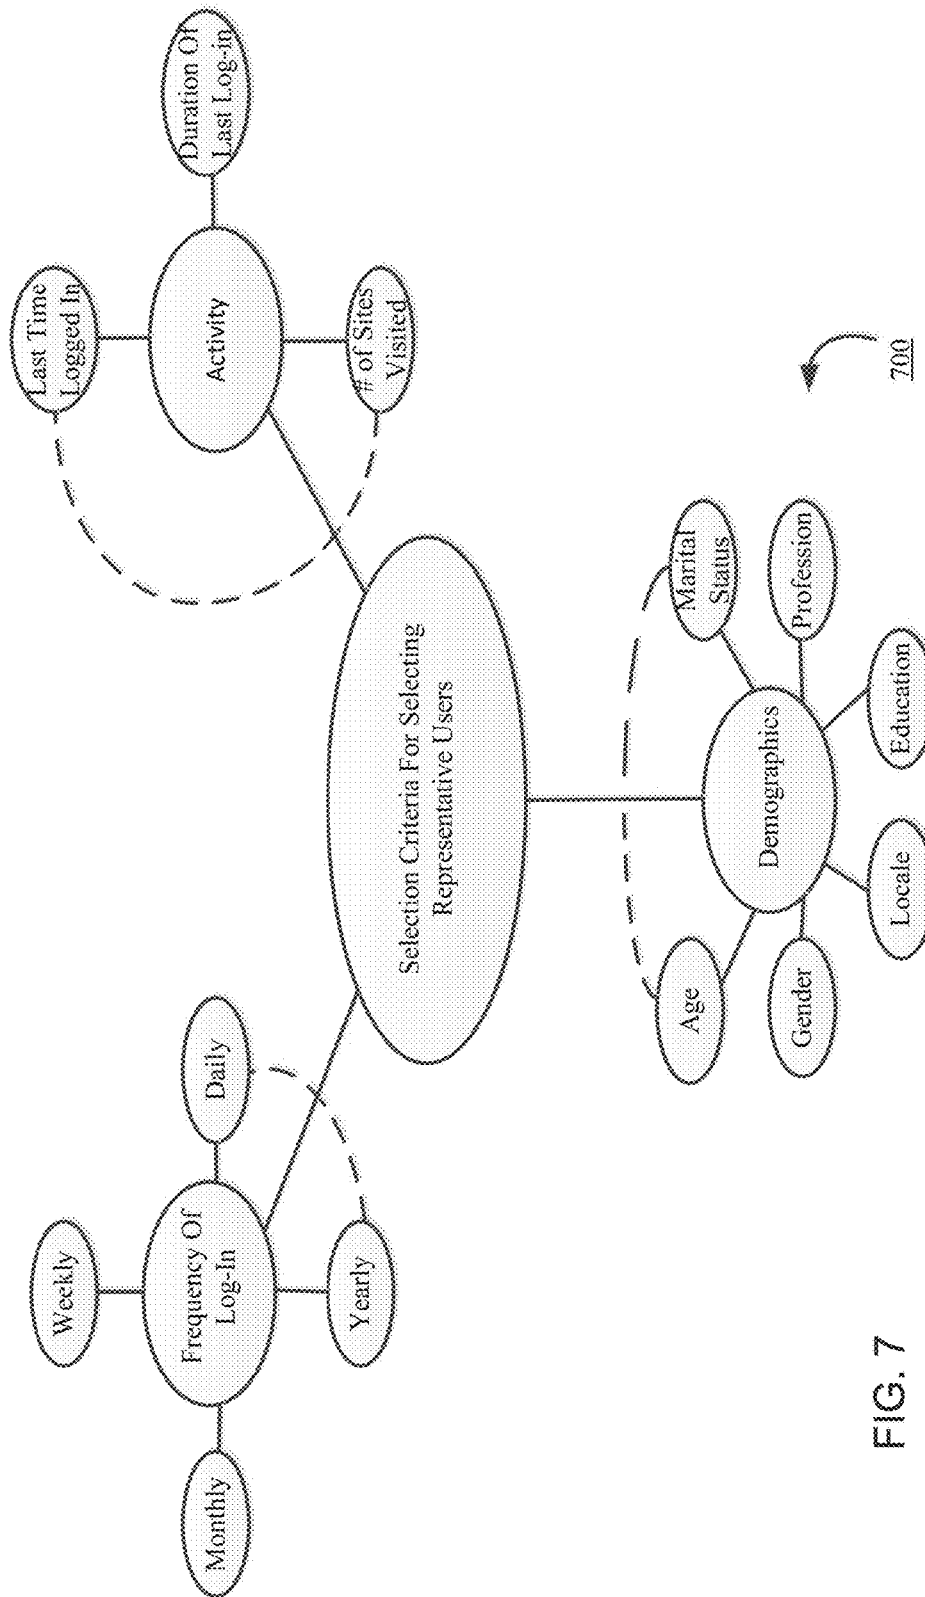 Weekly
Monthly
Frequency Of
Log-In
Daily
Yearly
Last Time
Logged In
Activity
Duration Of
Last Log-in
# of Sites
Visited
Selection Criteria For Selecting
Representative Users
Age
Marital
Status
Gender
Demographics
Profession
Locale
Education
700
FIG. 7